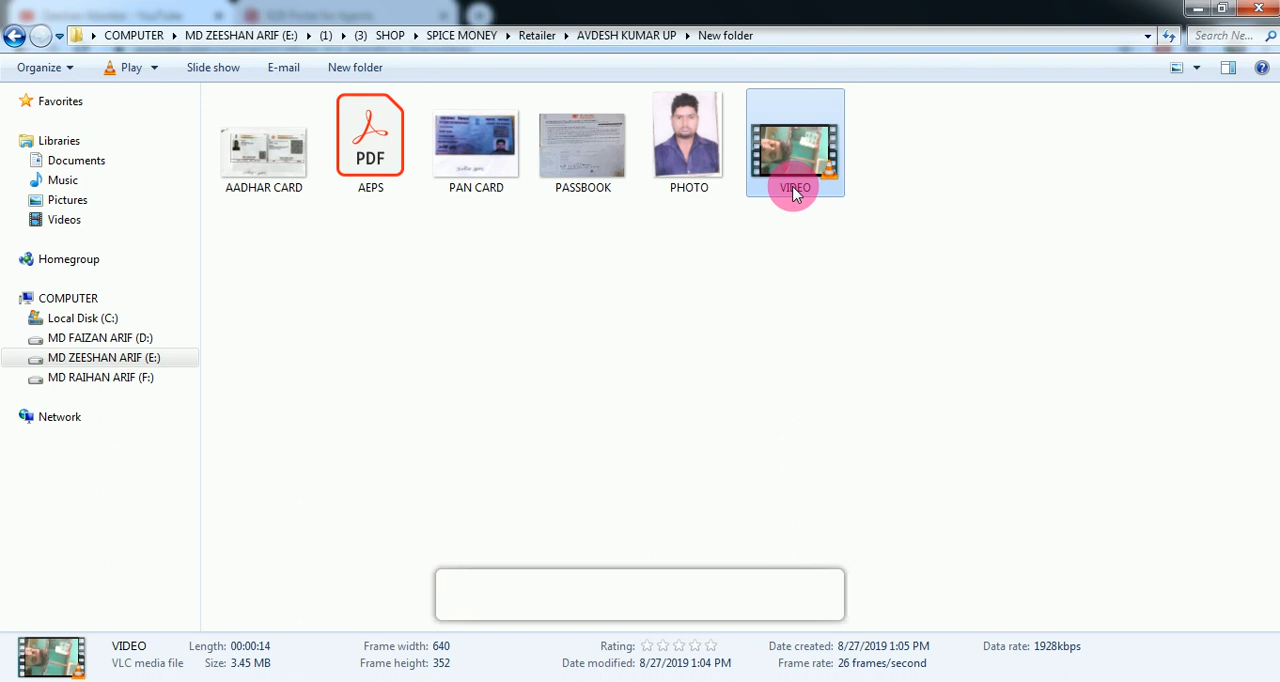 COMPUTER MD ZEESHAN ARIF (E:) (1) (3) SHOP SPICE MONEY Retailer AVDESH KUMAR UP New folder Search Ne...
Organize Play Slide show E-mail New folder
Favorites
Libraries
Documents
Music
Pictures
Videos
Homegroup
COMPUTER
Local Disk (C:)
MD FAIZAN ARIF (D:)
MD ZEESHAN ARIF (E:)
MD RAIHAN ARIF (F:)
Network
PDF
AADHAR CARD AEPS PAN CARD PASSBOOK PHOTO VIDEO
VIDEO Length: 00:00:14 Frame width: 640 Rating: Date created: 8/27/2019 1:05 PM Data rate: 1928kbps
VLC media file Size: 3.45 MB Frame height: 352 Date modified: 8/27/2019 1:04 PM Frame rate: 26 frames/second